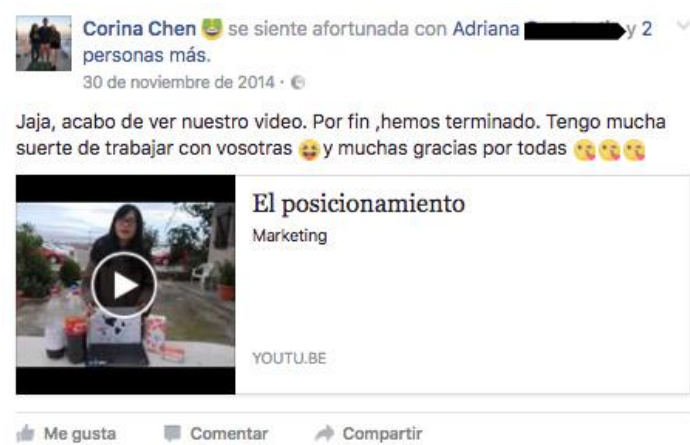 Corina Chen se siente afortunada con Adriana y 2
personas más.
30 de noviembre de 2014 ·
Jaja, acabo de ver nuestro video. Por fin ,hemos terminado. Tengo mucha
suerte de trabajar con vosotras 😆 y muchas gracias por todas 😘😘😘
El posicionamiento
Marketing
YOUTU.BE
Me gusta Comentar Compartir